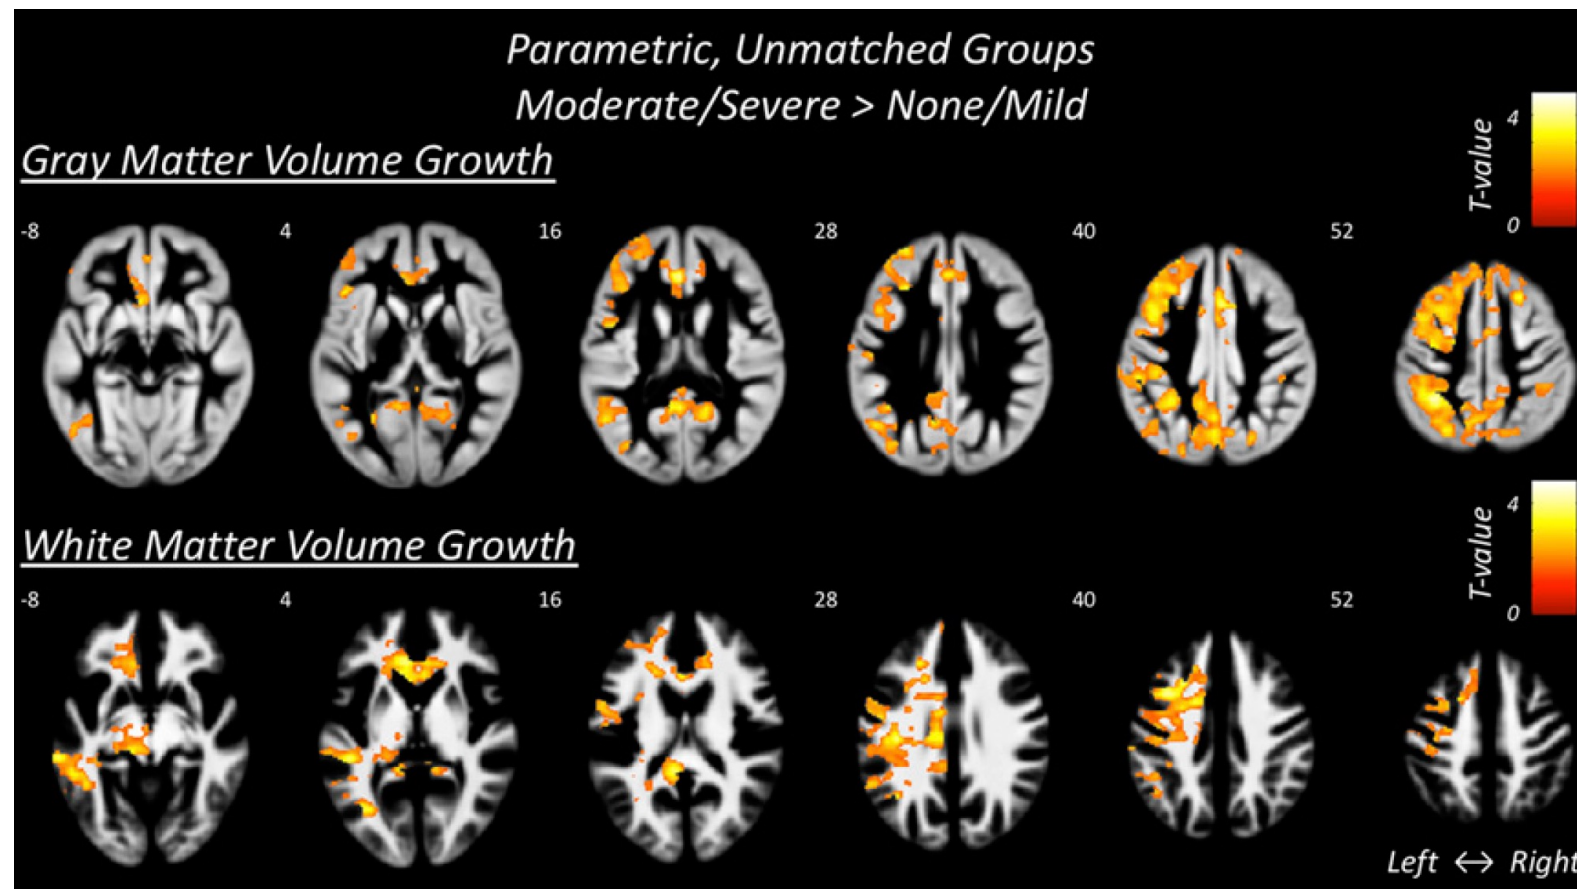 Parametric, Unmatched Groups
Moderate/Severe > None/Mild
Gray Matter Volume Growth
T-value
4
0
-8 4 16 28 40 52
White Matter Volume Growth
T-value
4
0
-8 4 16 28 40 52
Left ↔ Right